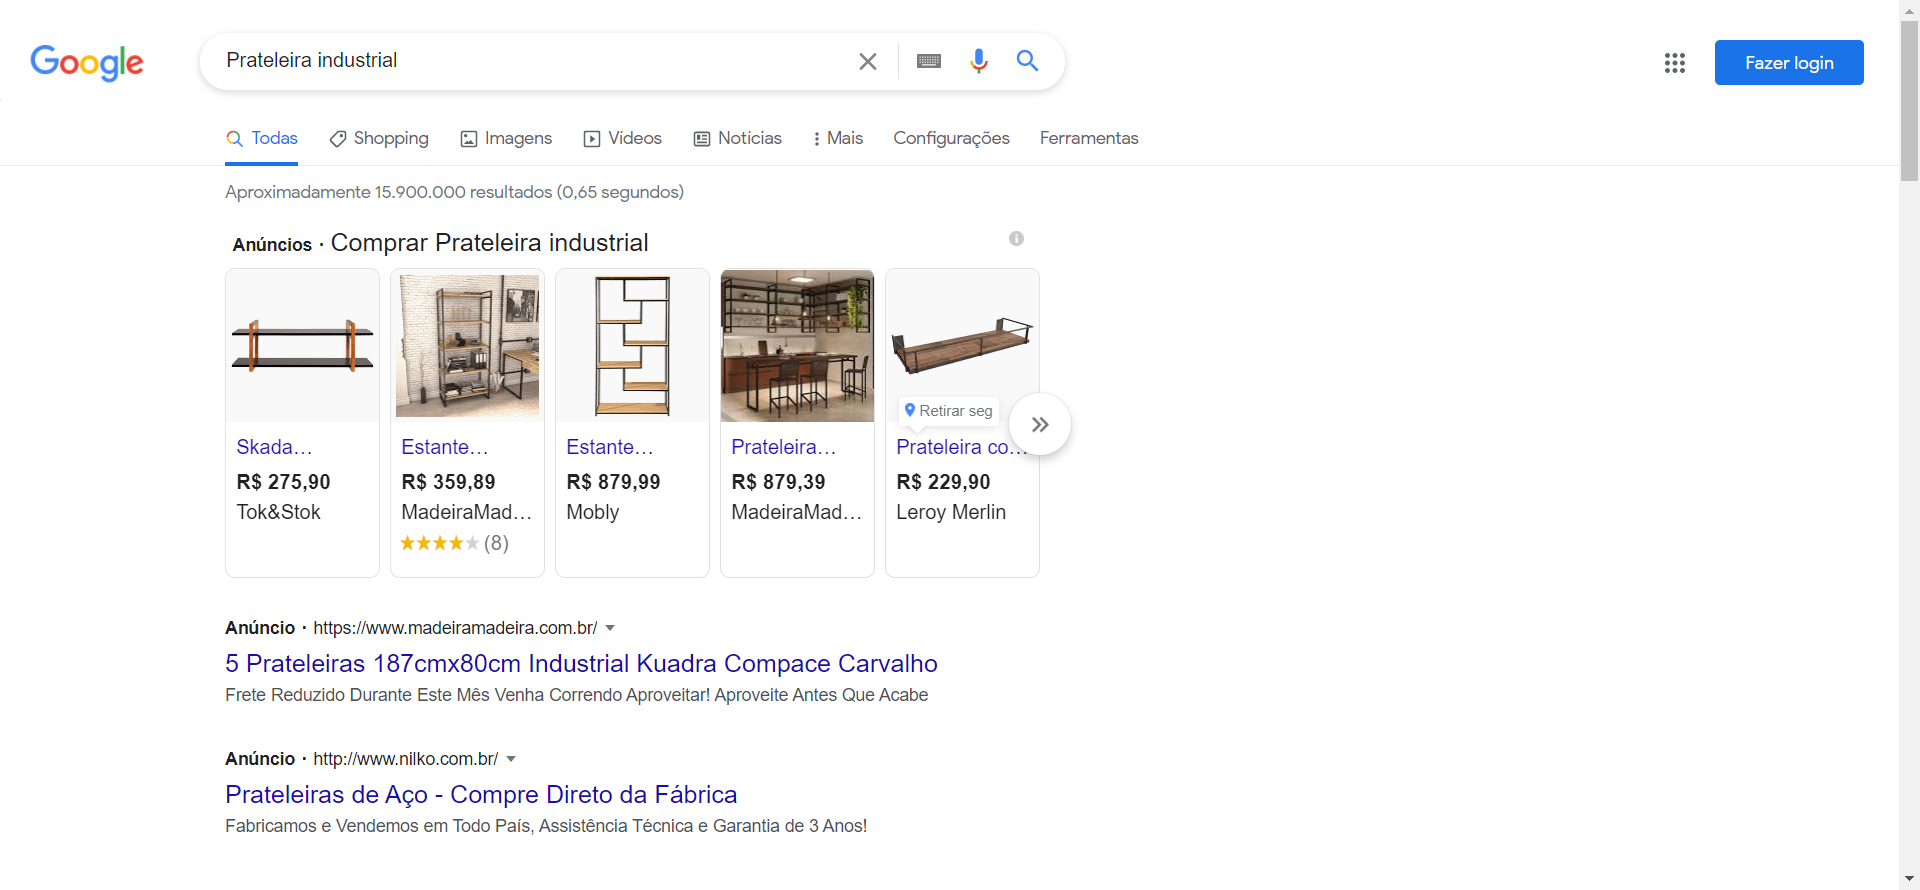 Google
Prateleira industrial
Fazer login
Todas Shopping Imagens Vídeos Notícias Mais Configurações Ferramentas
Aproximadamente 15.900.000 resultados (0,65 segundos)
Anúncios · Comprar Prateleira industrial
Retirar seg
Skada…
R$ 275,90
Tok&Stok
Estante…
R$ 359,89
MadeiraMad…
(8)
Estante…
R$ 879,99
Mobly
Prateleira…
R$ 879,39
MadeiraMad…
Prateleira co…
R$ 229,90
Leroy Merlin
Anúncio · https://www.madeiramadeira.com.br/
5 Prateleiras 187cmx80cm Industrial Kuadra Compace Carvalho
Frete Reduzido Durante Este Mês Venha Correndo Aproveitar! Aproveite Antes Que Acabe
Anúncio · http://www.nilko.com.br/
Prateleiras de Aço - Compre Direto da Fábrica
Fabricamos e Vendemos em Todo País, Assistência Técnica e Garantia de 3 Anos!